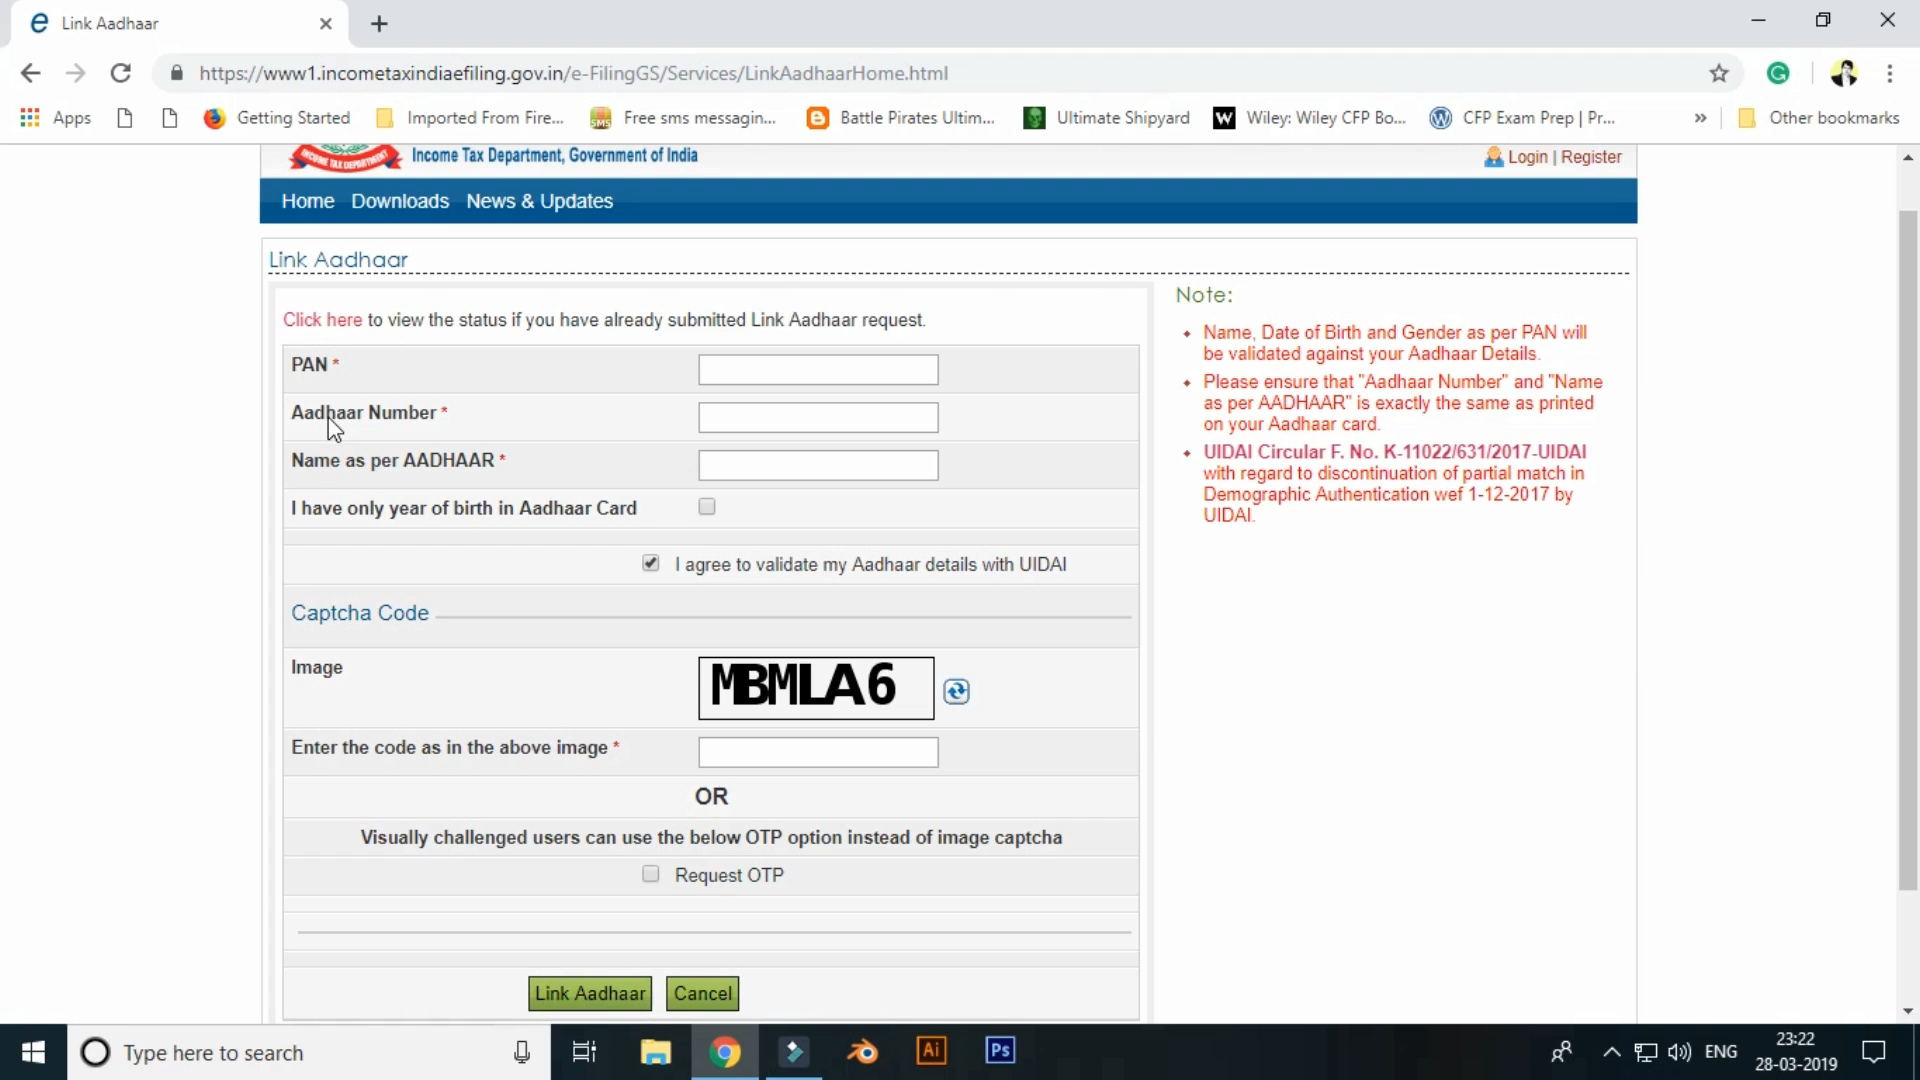 Link Aadhaar
https://www1.incometaxindiaefiling.gov.in/e-FilingGS/Services/LinkAadhaarHome.html
Apps
Getting Started
Imported From Fire...
Free sms messagin...
Battle Pirates Ultim...
Ultimate Shipyard
Wiley: Wiley CFP Bo...
CFP Exam Prep | Pr...
»
Other bookmarks
INCOME TAX DEPARTMENT
Income Tax Department, Government of India
Login | Register
Home Downloads News & Updates
Link Aadhaar
Click here to view the status if you have already submitted Link Aadhaar request.
PAN *
Aadhaar Number *
Name as per AADHAAR *
I have only year of birth in Aadhaar Card
I agree to validate my Aadhaar details with UIDAI
Captcha Code
Image
MBMLA6
Enter the code as in the above image *
OR
Visually challenged users can use the below OTP option instead of image captcha
Request OTP
Link Aadhaar
Cancel
Note:
Name, Date of Birth and Gender as per PAN will
be validated against your Aadhaar Details.
Please ensure that "Aadhaar Number" and "Name
as per AADHAAR" is exactly the same as printed
on your Aadhaar card.
UIDAI Circular F. No. K-11022/631/2017-UIDAI
with regard to discontinuation of partial match in
Demographic Authentication wef 1-12-2017 by
UIDAI.
Type here to search
Ai
Ps
ENG
23:22
28-03-2019